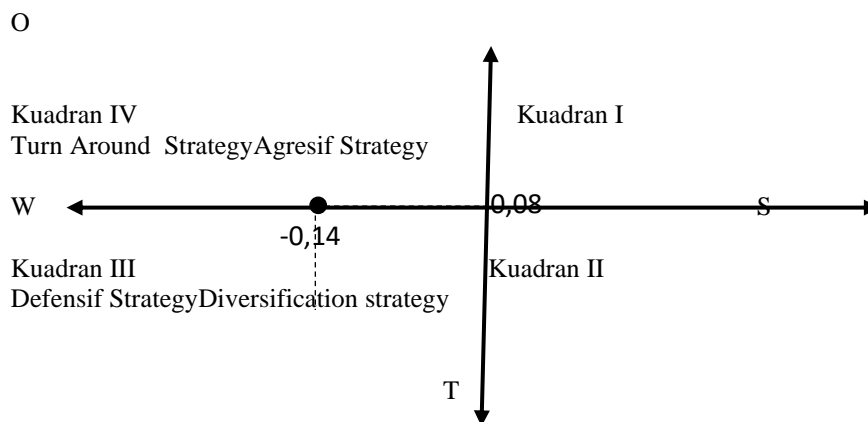 O
Kuadran IV Kuadran I
Turn Around StrategyAgresif Strategy
W 0,08 S
-0,14
Kuadran III Kuadran II
Defensif StrategyDiversification strategy
T